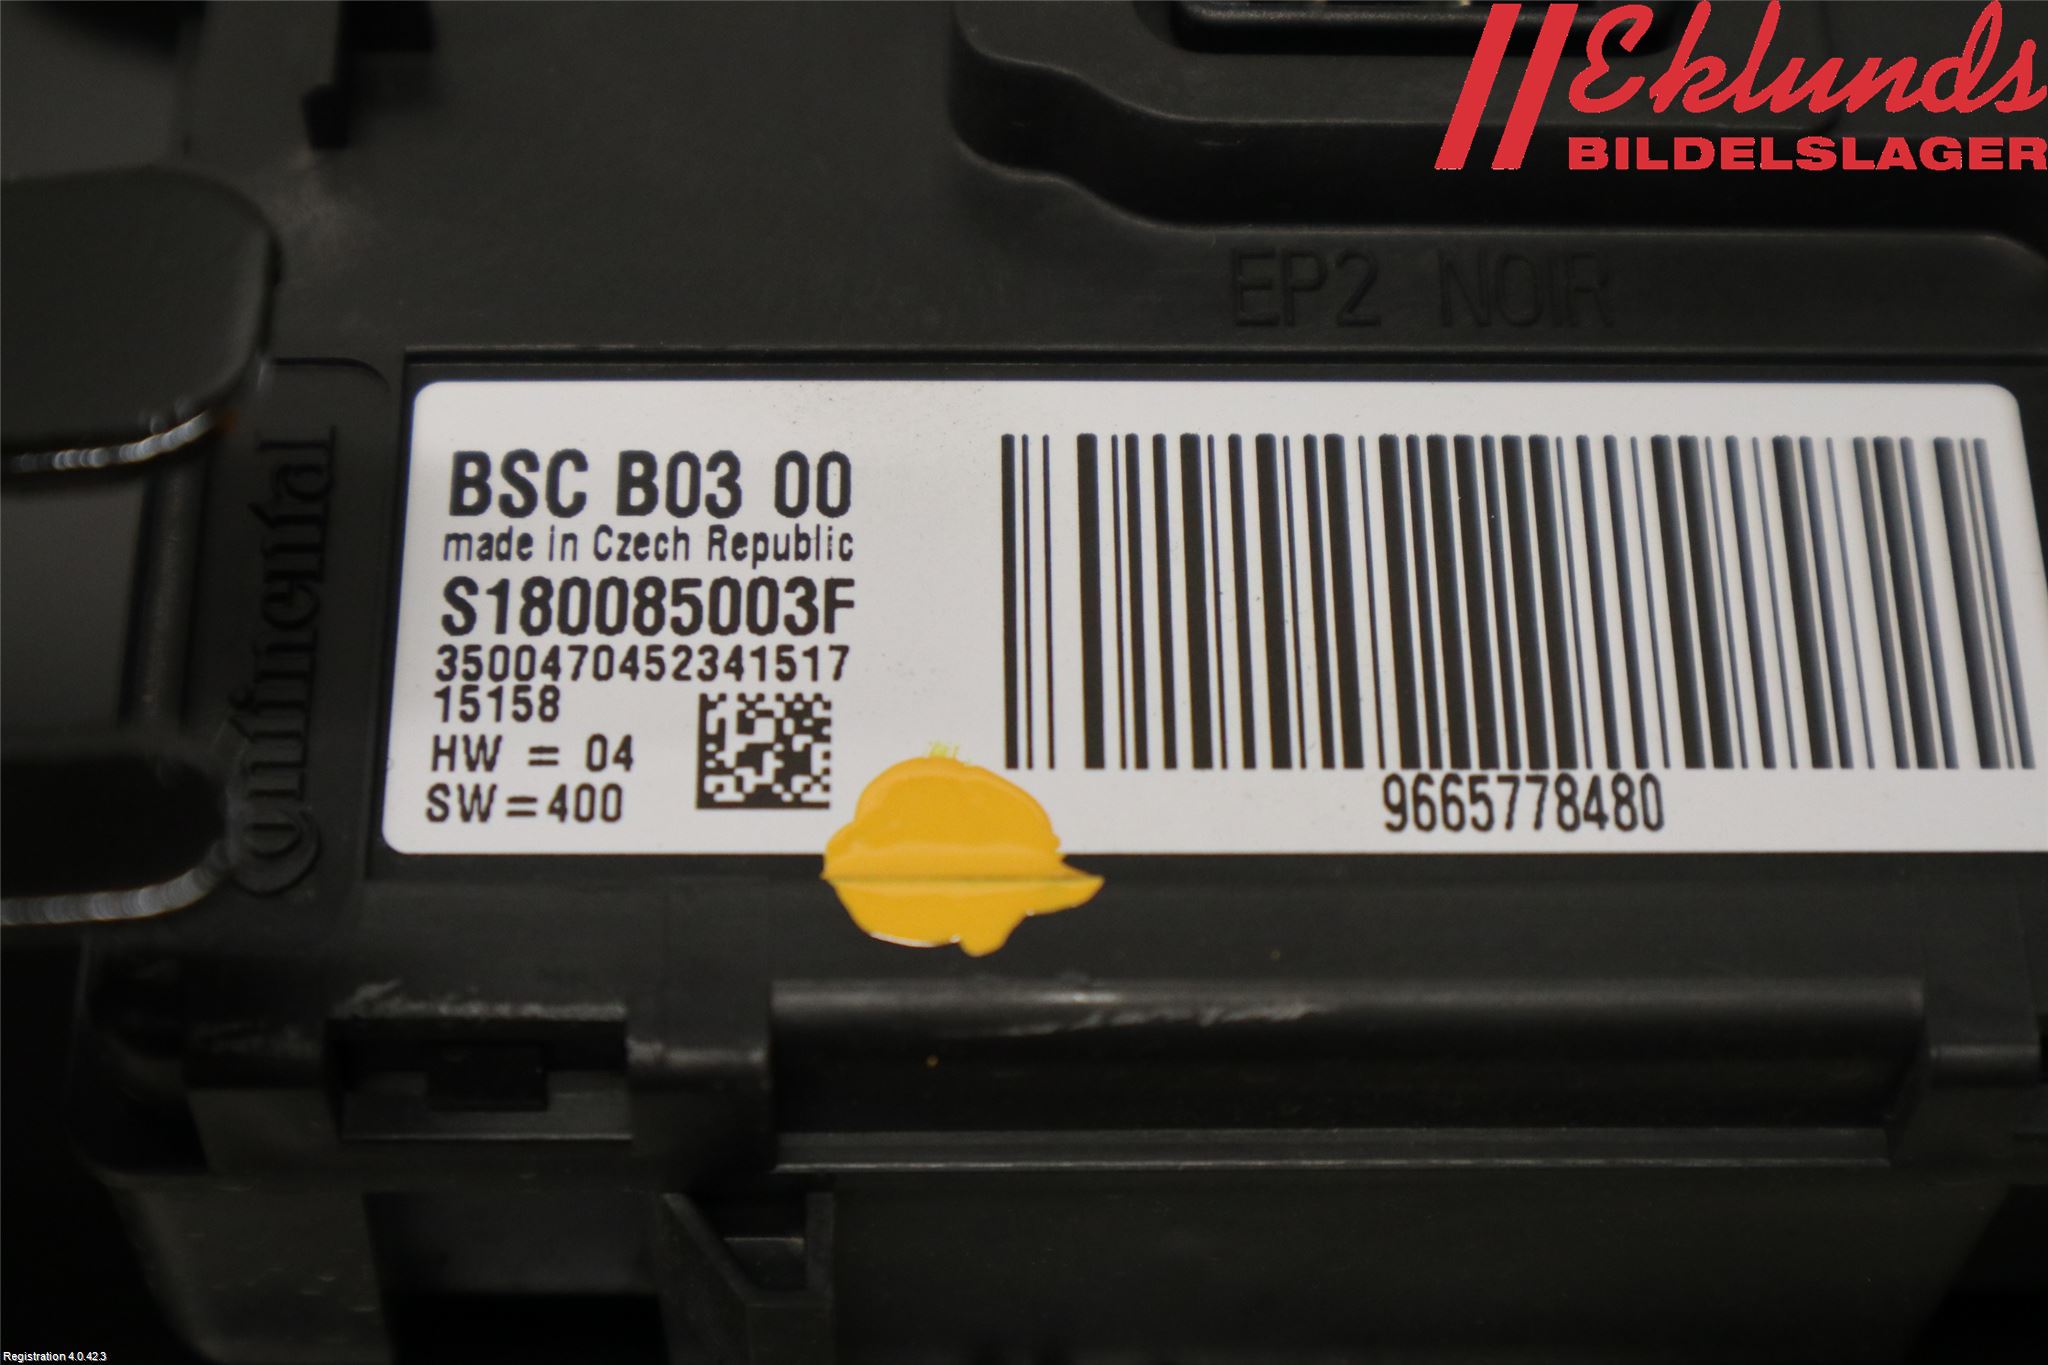 Eklunds
BILDELSLAGER
EP2 NOIR
Continental
BSC B03 00
made in Czech Republic
S180085003F
3500470452341517
15158
HW = 04
SW=400
9665778480
Registration 4.0.42.3